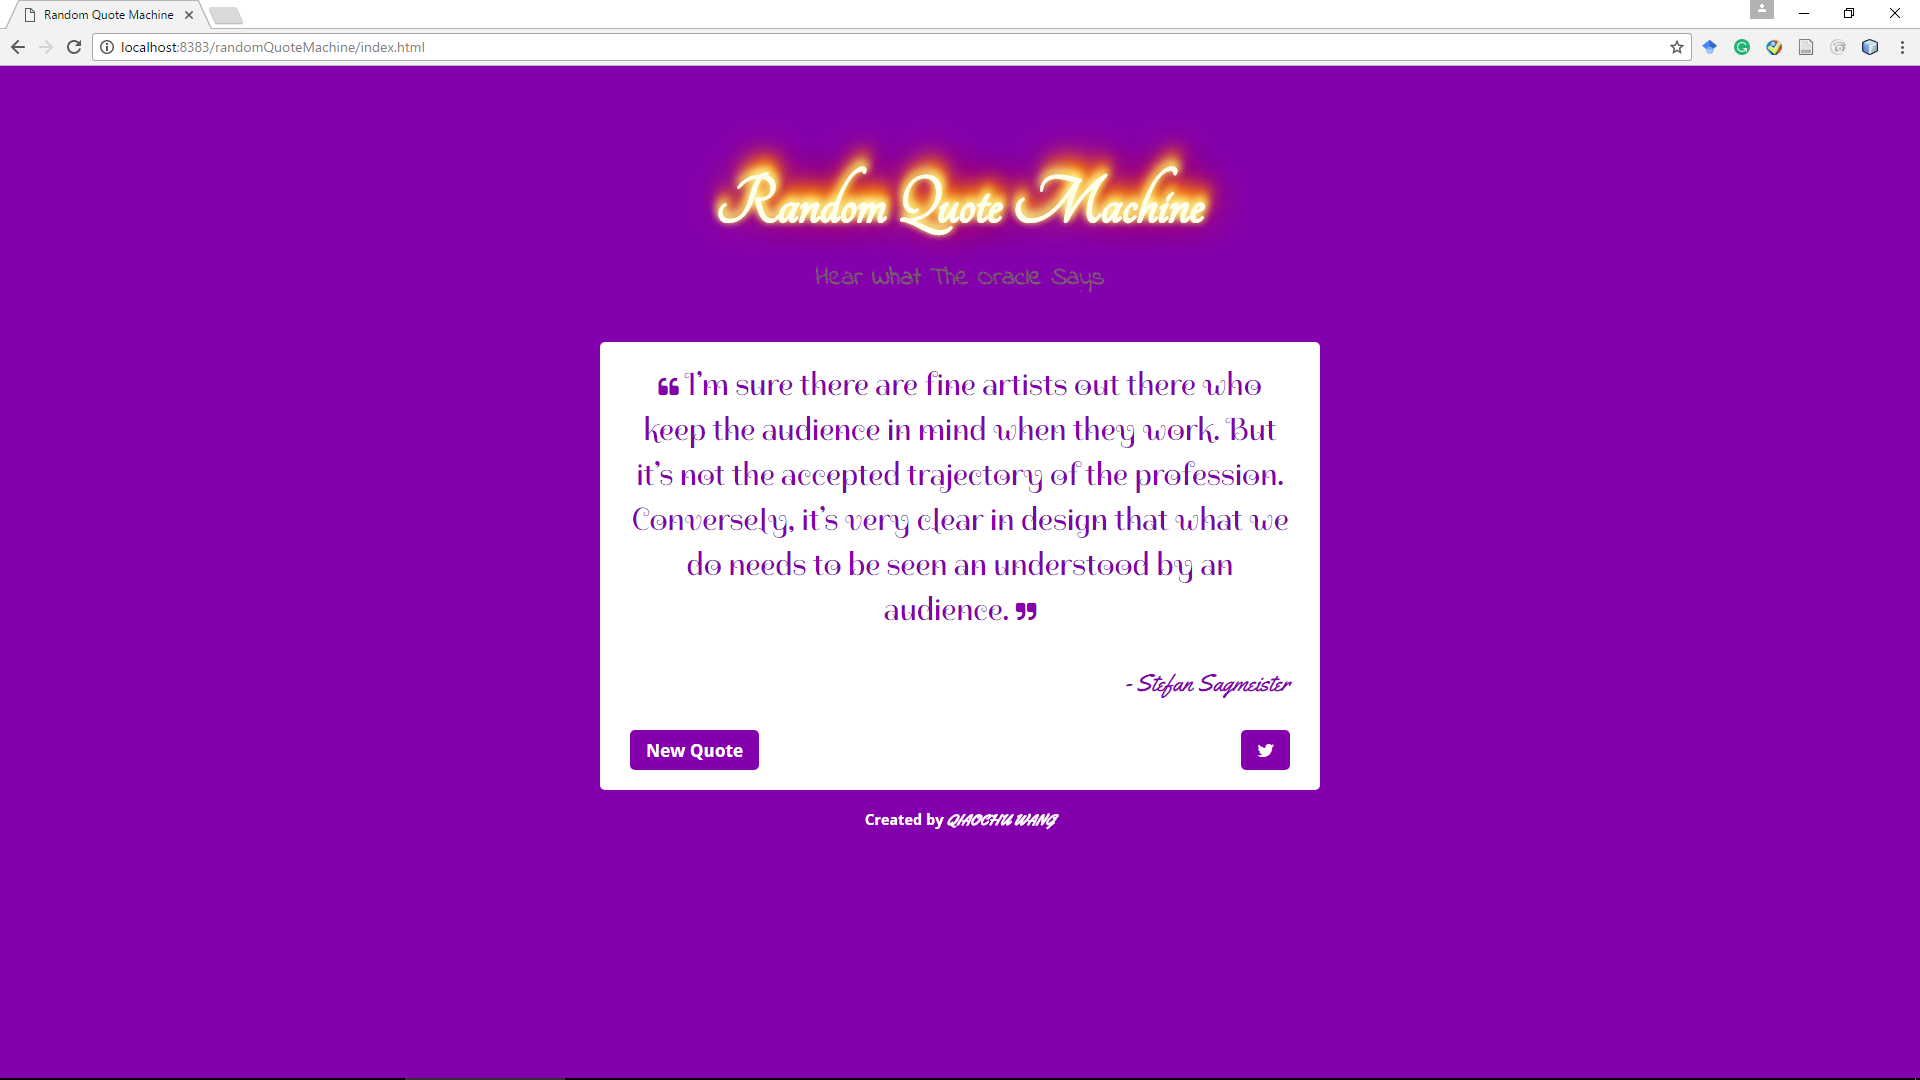 Random Quote Machine
localhost:8383/randomQuoteMachine/index.html
Random Quote Machine
Hear What The Oracle Says
“ I'm sure there are fine artists out there who
keep the audience in mind when they work. But
it's not the accepted trajectory of the profession.
Conversely, it's very clear in design that what we
do needs to be seen an understood by an
audience. ”
- Stefan Sagmeister
New Quote
Created by QIAOCHU WANG